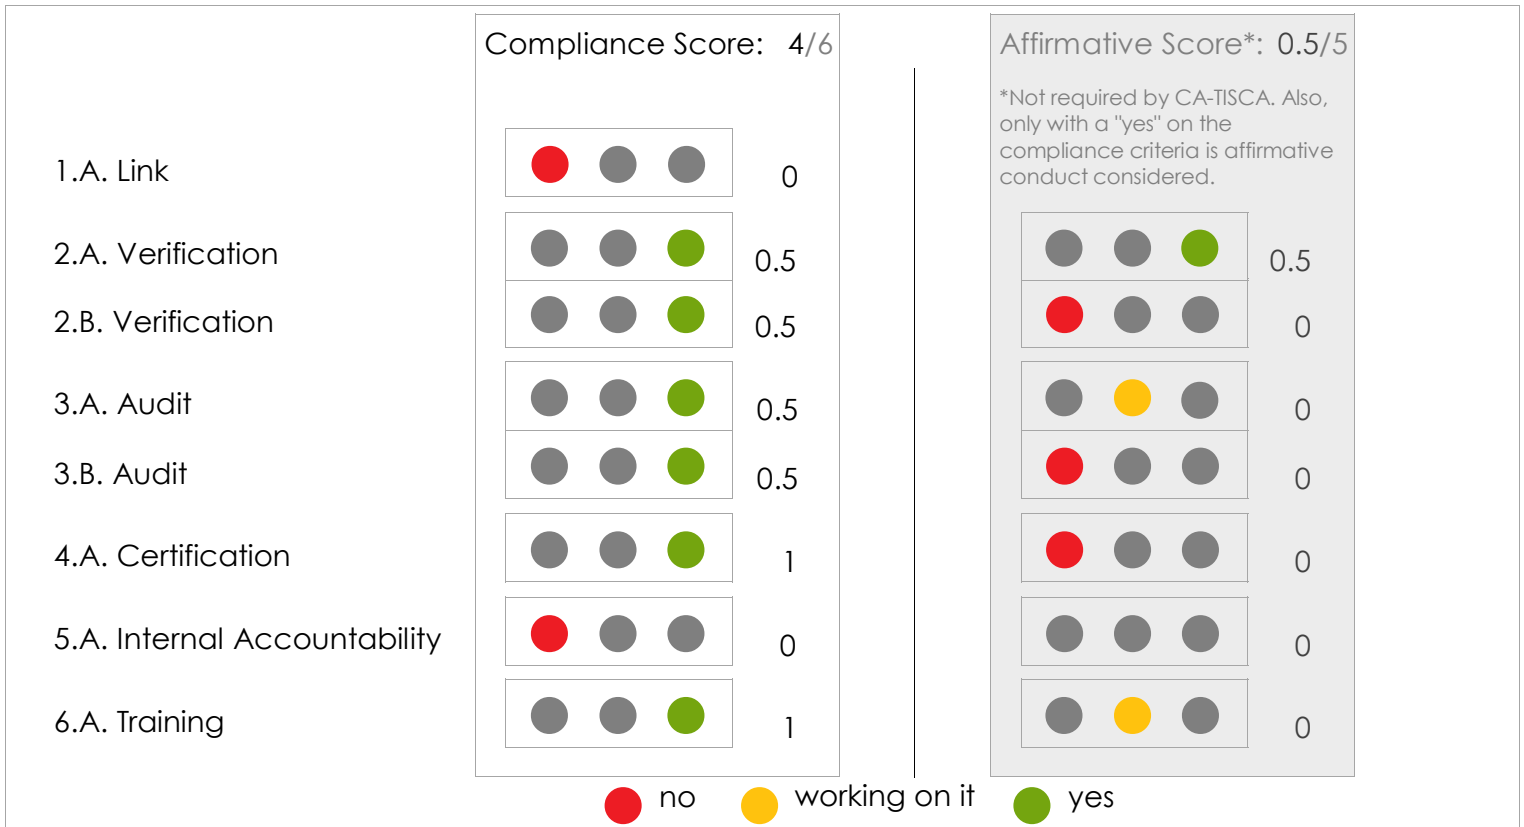 Compliance Score: 4/6
Affirmative Score*: 0.5/5
*Not required by CA-TISCA. Also,
only with a "yes" on the
compliance criteria is affirmative
conduct considered.
1.A. Link 0
2.A. Verification 0.5 0.5
2.B. Verification 0.5 0
3.A. Audit 0.5 0
3.B. Audit 0.5 0
4.A. Certification 1 0
5.A. Internal Accountability 0 0
6.A. Training 1 0
no working on it yes